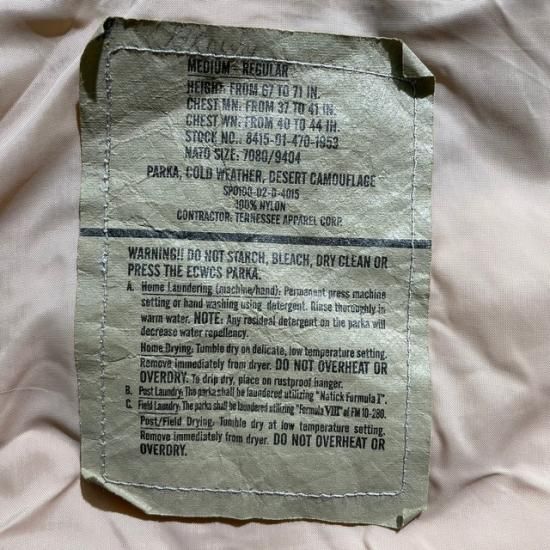 MEDIUM - REGULAR
HEIGHT: FROM 67 TO 71 IN.
CHEST MN: FROM 37 TO 41 IN.
CHEST WN: FROM 40 TO 44 IN.
STOCK NO.: 8415-01-470-1953
NATO SIZE: 7080/9404
PARKA, COLD WEATHER, DESERT CAMOUFLAGE
SPO100-02-D-4015
100% NYLON
CONTRACTOR: TENNESSEE APPAREL CORP.
WARNING!! DO NOT STARCH, BLEACH, DRY CLEAN OR
PRESS THE ECWCS PARKA.
A. Home Laundering (machine/hand): Permanent press machine
setting or hand washing using detergent. Rinse thoroughly in
warm water. NOTE: Any residual detergent on the parka will
decrease water repellency.
Home Drying: Tumble dry on delicate, low temperature setting.
Remove immediately from dryer. DO NOT OVERHEAT OR
OVERDRY. To drip dry, place on rustproof hanger.
B. Post Laundry: The parka shall be laundered utilizing "Natick Formula I".
C. Field Laundry: The parka shall be laundered utilizing "Formula VIII" of FM 10-280.
Post/Field Drying. Tumble dry at low temperature setting.
Remove immediately from dryer. DO NOT OVERHEAT OR
OVERDRY.